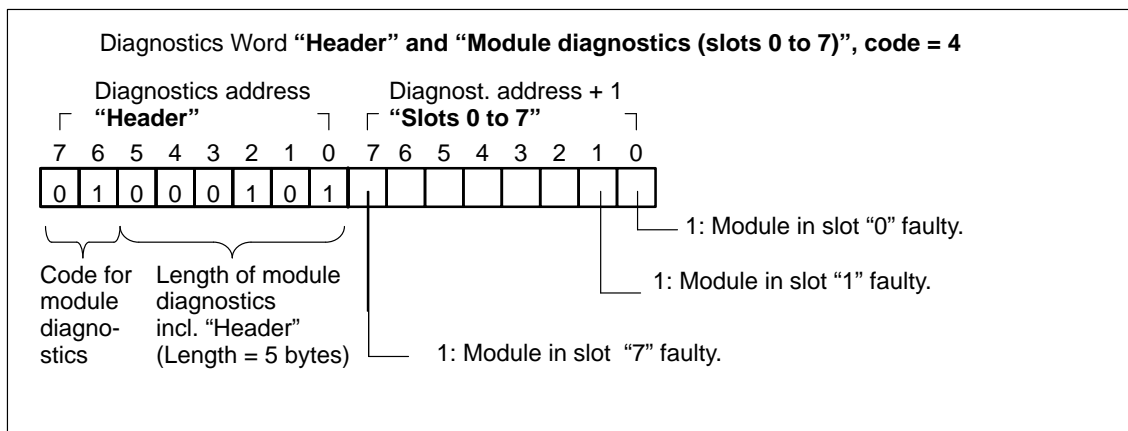 Diagnostics Word “Header” and “Module diagnostics (slots 0 to 7)”, code = 4
Diagnostics address
“Header”
Diagnost. address + 1
“Slots 0 to 7”
7 6 5 4 3 2 1 0 7 6 5 4 3 2 1 0
0 1 0 0 0 1 0 1
1: Module in slot “0” faulty.
1: Module in slot “1” faulty.
Code for
module
diagno-
stics
Length of module
diagnostics
incl. “Header”
(Length = 5 bytes)
1: Module in slot “7” faulty.